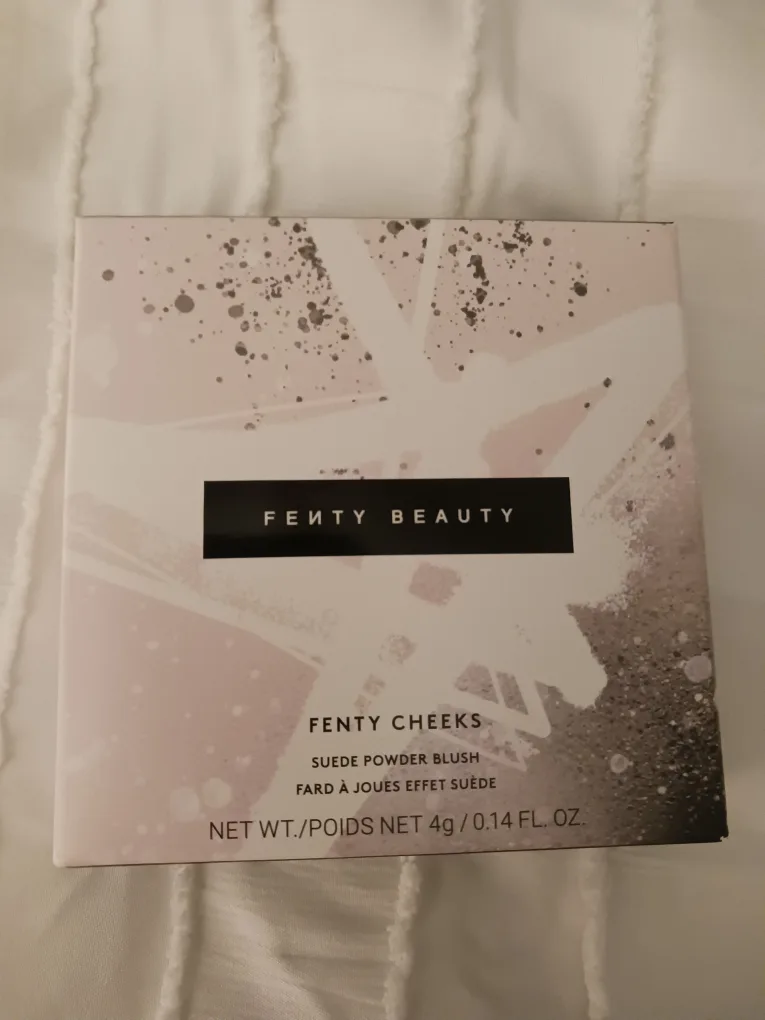 FENTY BEAUTY
FENTY CHEEKS
SUEDE POWDER BLUSH
FARD À JOUES EFFET SUÈDE
NET WT./POIDS NET 4g / 0.14 FL. OZ.